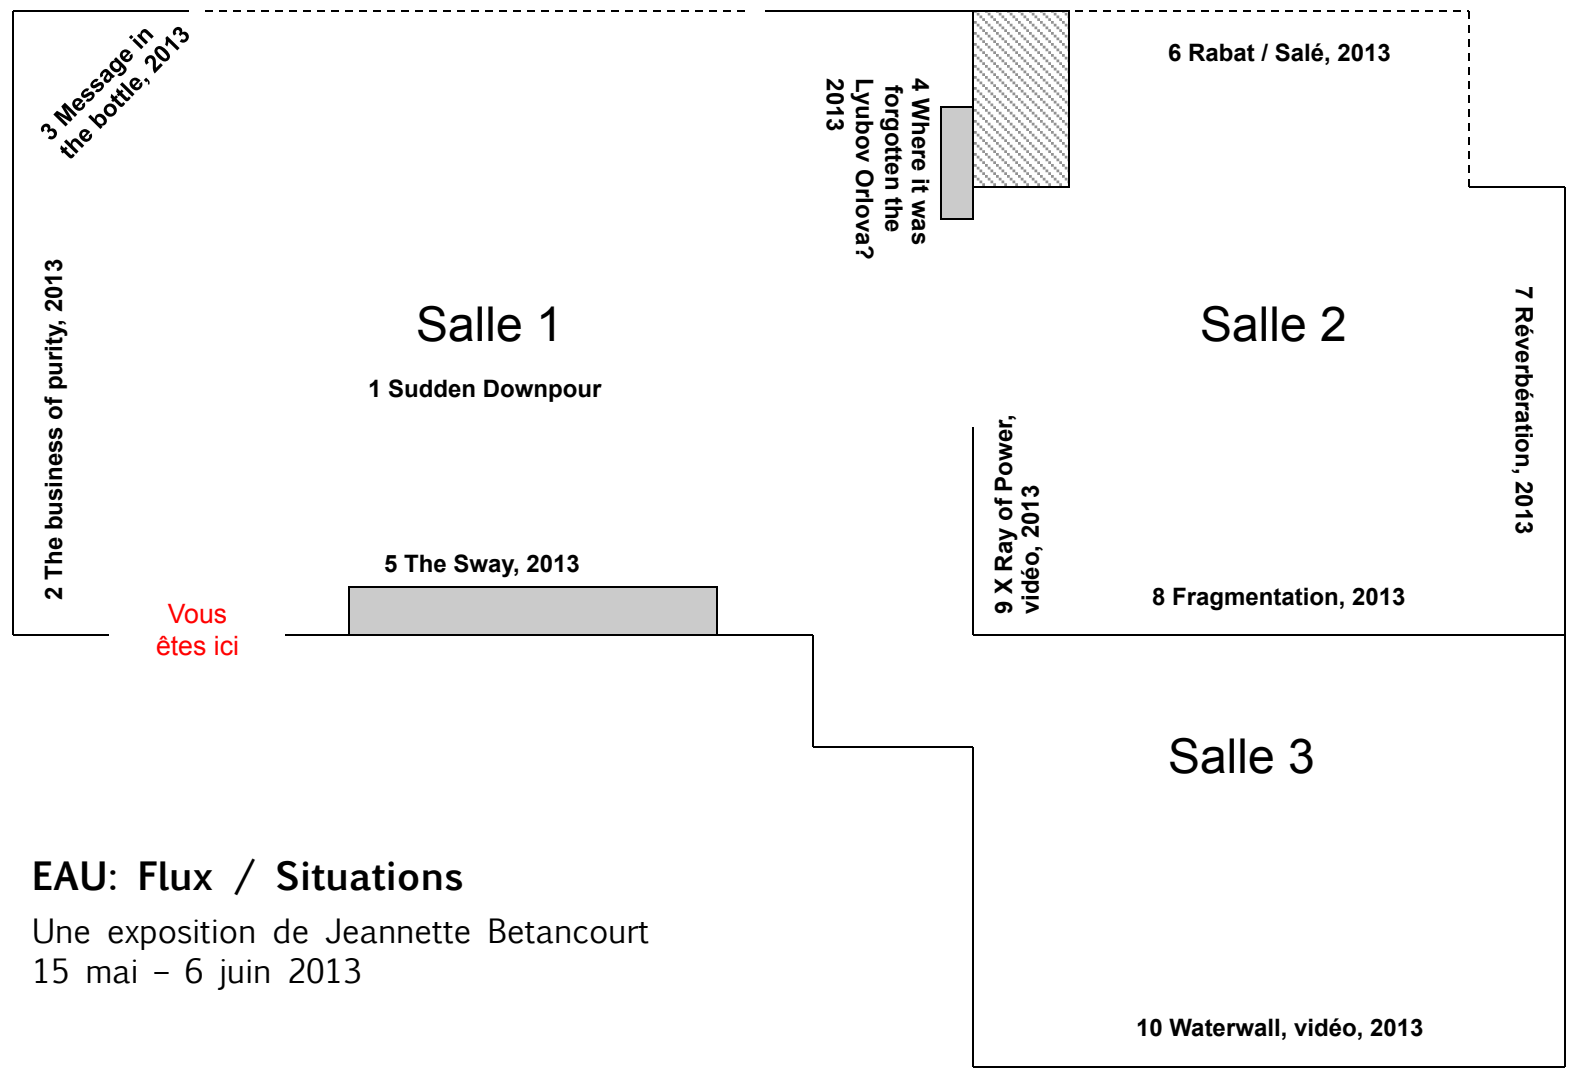 3 Message in
the bottle, 2013
6 Rabat / Salé, 2013
4 Where it was
forgotten the
Lyubov Orlova?
2013
2 The business of purity, 2013
Salle 1
1 Sudden Downpour
Salle 2
7 Réverbération, 2013
9 X Ray of Power,
vidéo, 2013
5 The Sway, 2013
8 Fragmentation, 2013
Vous
êtes ici
Salle 3
EAU: Flux / Situations
Une exposition de Jeannette Betancourt
15 mai – 6 juin 2013
10 Waterwall, vidéo, 2013